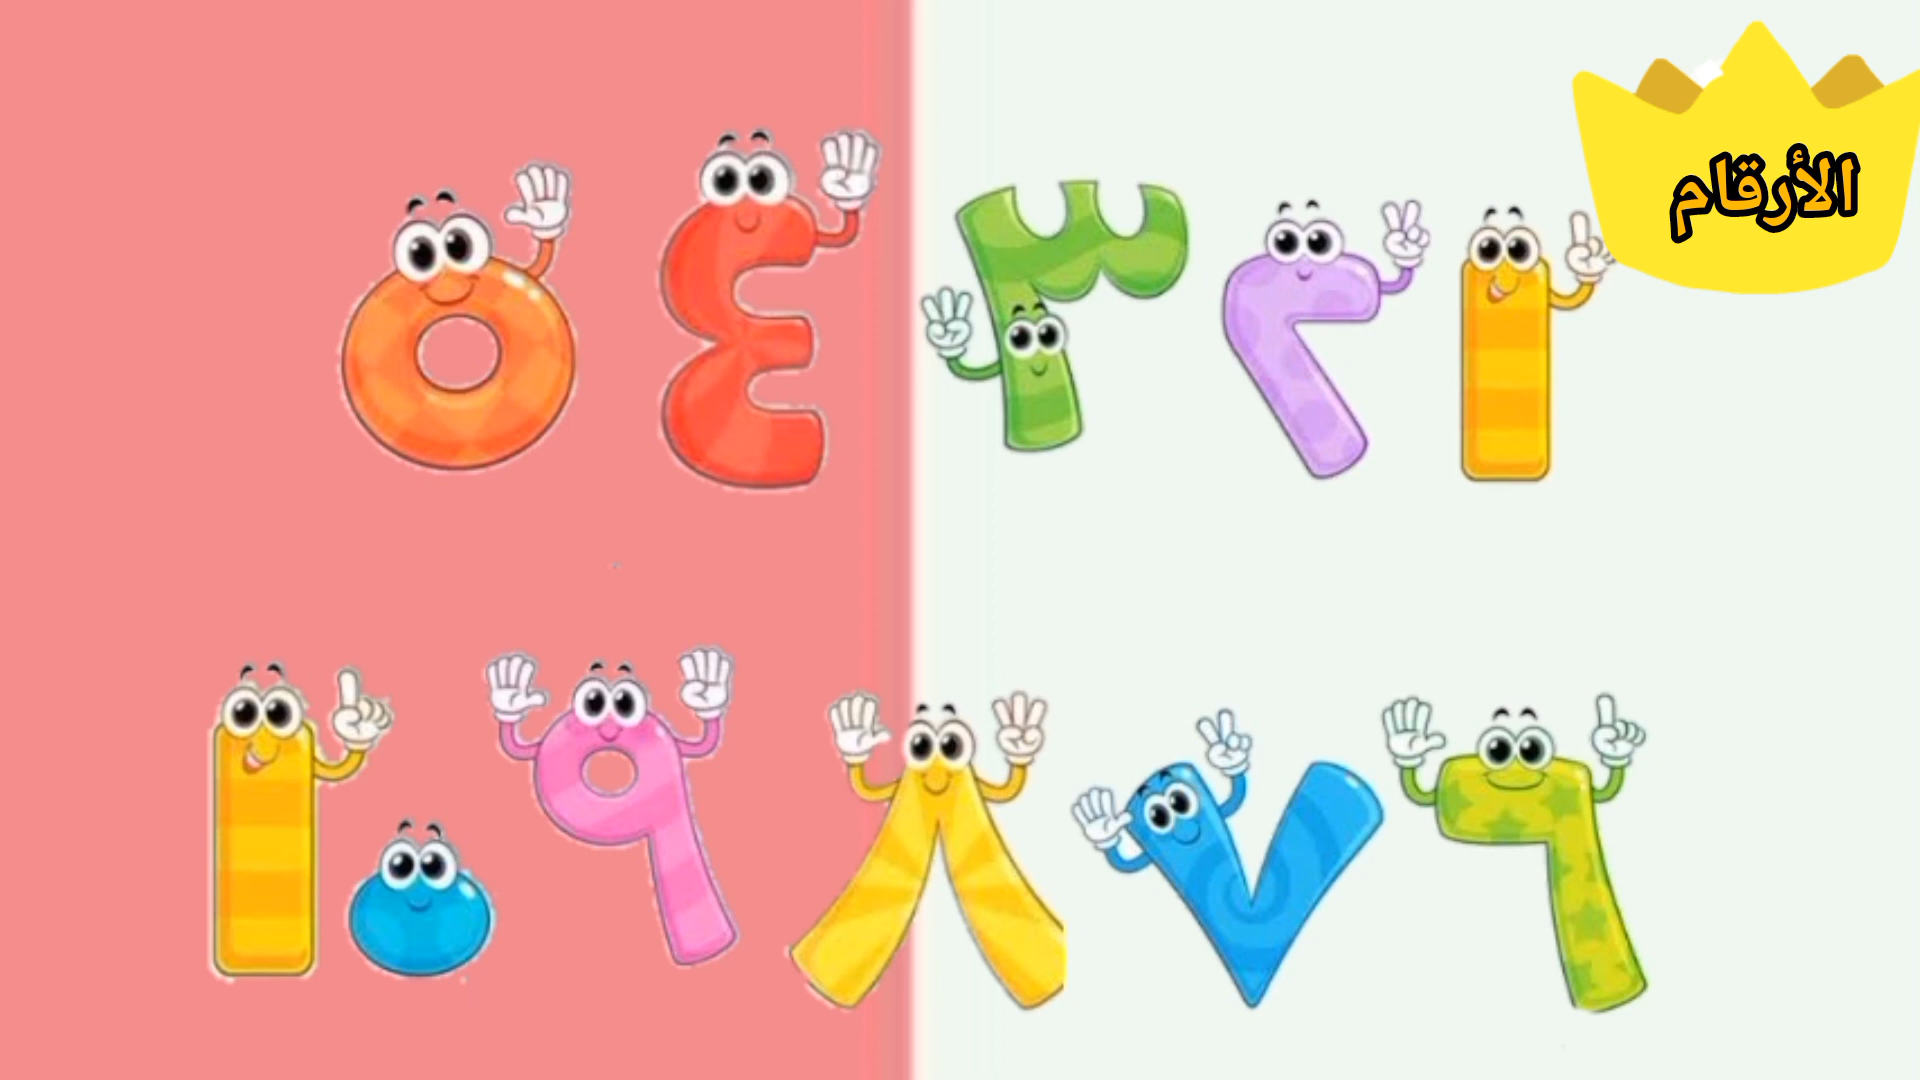 الأرقام
١ ٢ ٣ ٤ ٥
٦ ٧ ٨ ٩ ١٠